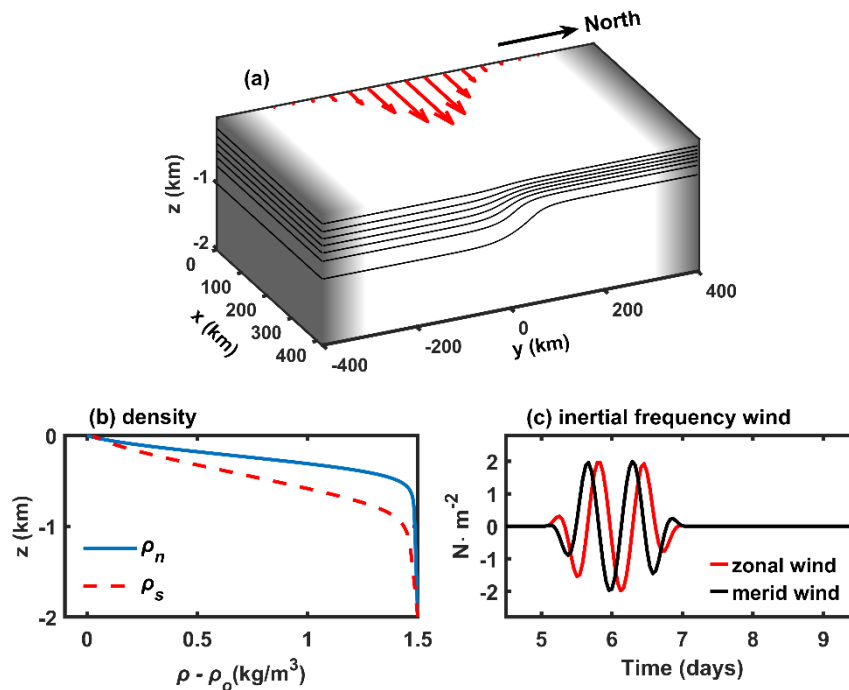 North
(a)
z (km)
-1
-2
0
100
200
300
400
x (km)
-400
-200
0
200
400
y (km)
(b) density
0
-1
-2
z (km)
ρn
ρs
0
0.5
1
1.5
ρ - ρo(kg/m³)
(c) inertial frequency wind
2
1
0
-1
-2
N· m⁻²
zonal wind
merid wind
5
6
7
8
9
Time (days)